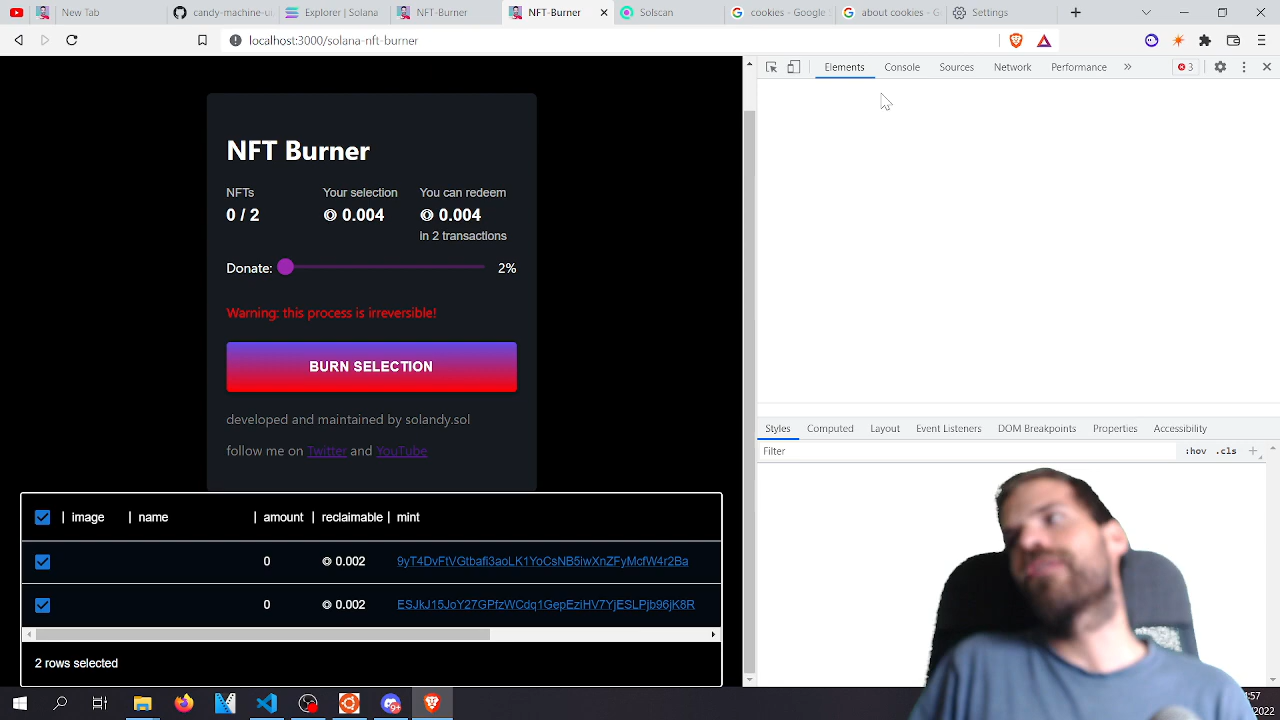 New Tab
candy-ma
Explorer | Solana
NFT-Burner
NFT-Burner
Solscan
cookies - Google
about cookies - G
Settings
localhost:3000/solana-nft-burner
Elements
Console
Sources
Network
Performance
3
NFT Burner
NFTs
Your selection
You can redeem
0 / 2
0.004
0.004
in 2 transactions
Donate:
2%
Warning: this process is irreversible!
BURN SELECTION
developed and maintained by solandy.sol
follow me on Twitter and YouTube
image | name | amount | reclaimable | mint
0 0.002 9yT4DvFtVGtbafi3aoLK1YoCsNB5iwXnZFyMcfW4r2Ba
0 0.002 ESJkJ15JoY27GPfzWCdq1GepEziHV7YjESLPjb96jK8R
2 rows selected
Styles
Computed
Layout
Event Listeners
DOM Breakpoints
Properties
Accessibility
Filter
:hov .cls
:57
2022